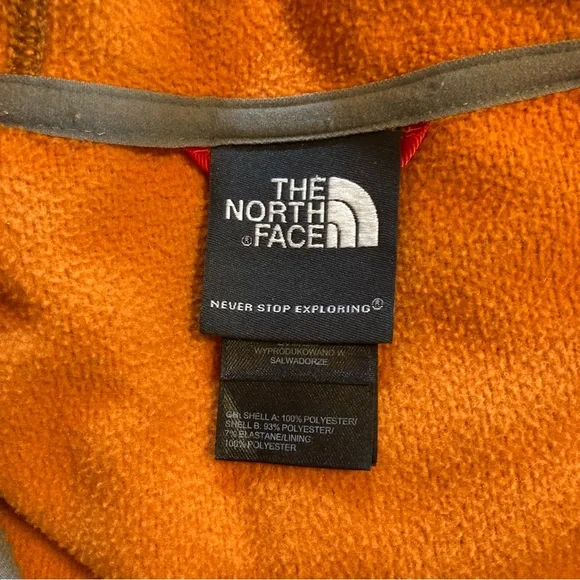 THE
NORTH
®FACE
NEVER STOP EXPLORING®
WYPRODUKOWANO W
SALWADORZE
SHELL A: 100% POLYESTER/
SHELL B: 93% POLYESTER/
7% ELASTANE/LINING:
100% POLYESTER